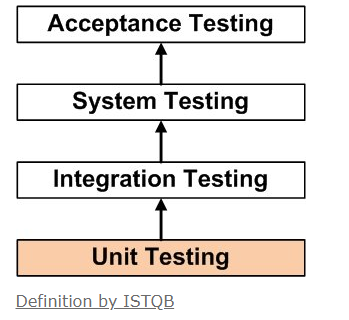 Acceptance Testing
System Testing
Integration Testing
Unit Testing
Definition by ISTQB